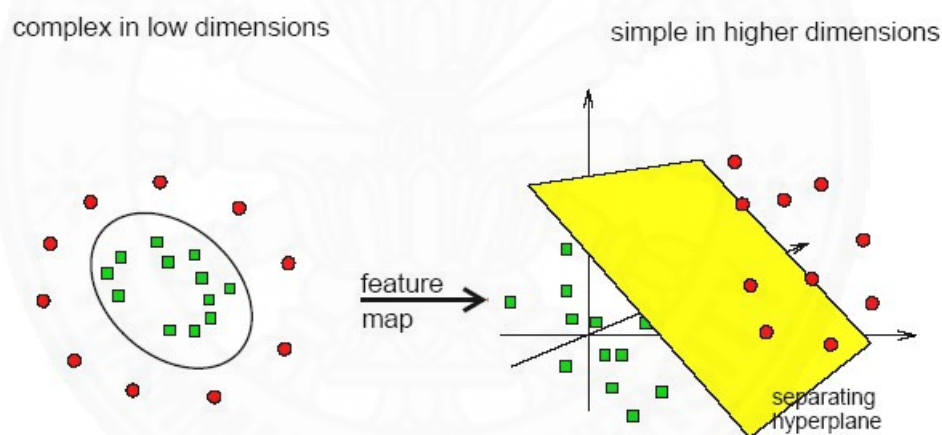 complex in low dimensions
simple in higher dimensions
feature
map
separating
hyperplane